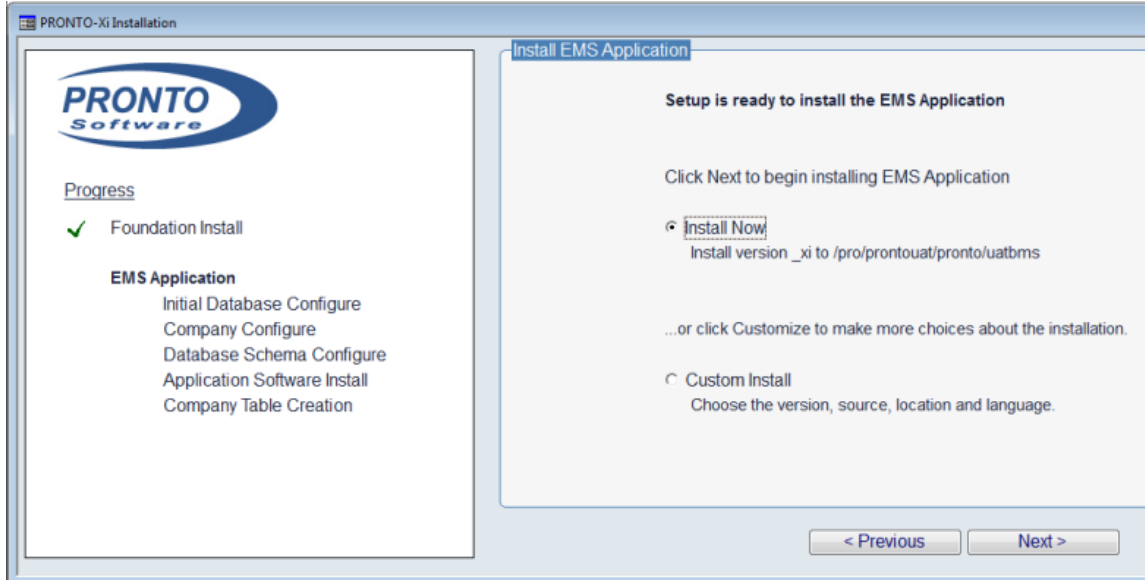 PRONTO-Xi Installation
PRONTO
Software
Progress
Foundation Install
EMS Application
Initial Database Configure
Company Configure
Database Schema Configure
Application Software Install
Company Table Creation
Install EMS Application
Setup is ready to install the EMS Application
Click Next to begin installing EMS Application
Install Now
Install version _xi to /pro/prontouat/pronto/uatbms
...or click Customize to make more choices about the installation.
Custom Install
Choose the version, source, location and language.
< Previous
Next >